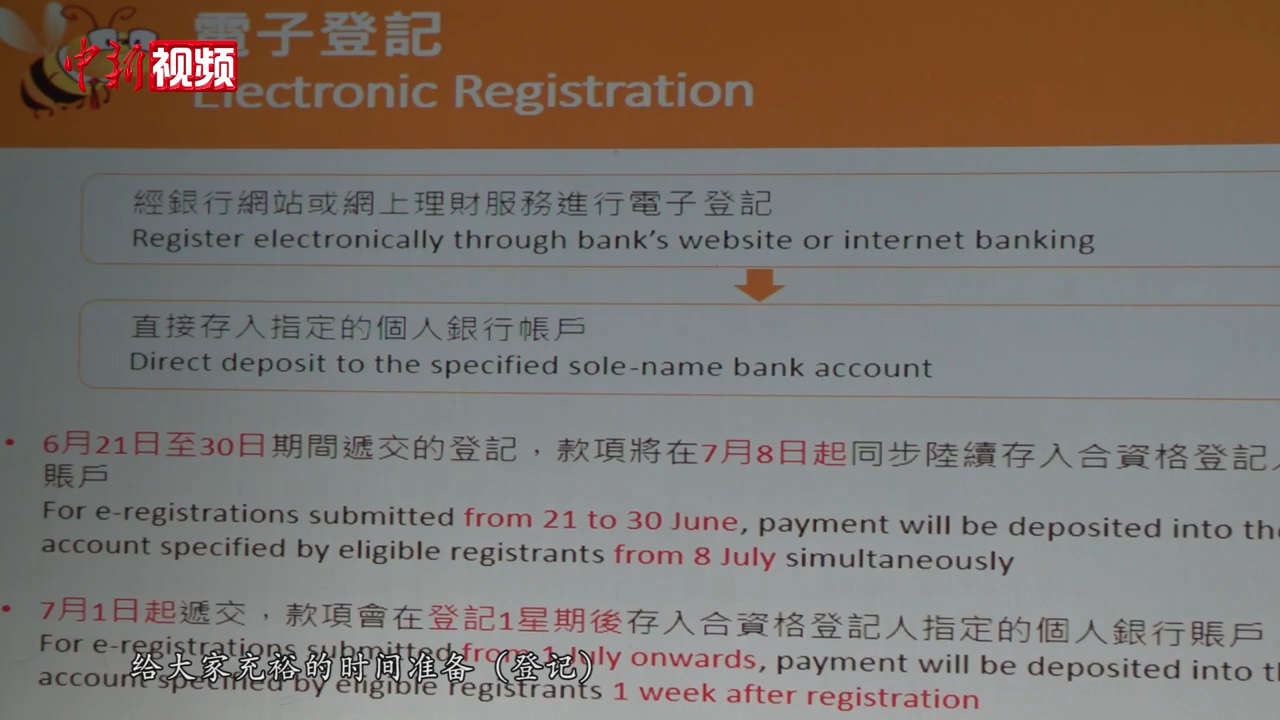 電子登記
中新视频
Electronic Registration
經銀行網站或網上理財服務進行電子登記
Register electronically through bank's website or internet banking
直接存入指定的個人銀行帳戶
Direct deposit to the specified sole-name bank account
• 6月21日至30日期間遞交的登記，款項將在7月8日起同步陸續存入合資格登記人
賬戶
For e-registrations submitted from 21 to 30 June, payment will be deposited into the
account specified by eligible registrants from 8 July simultaneously
• 7月1日起遞交，款項會在登記1星期後存入合資格登記人指定的個人銀行賬戶
For e-registrations submitted from 1 July onwards, payment will be deposited into
account specified by eligible registrants 1 week after registration
给大家充裕的时间准备（登记）